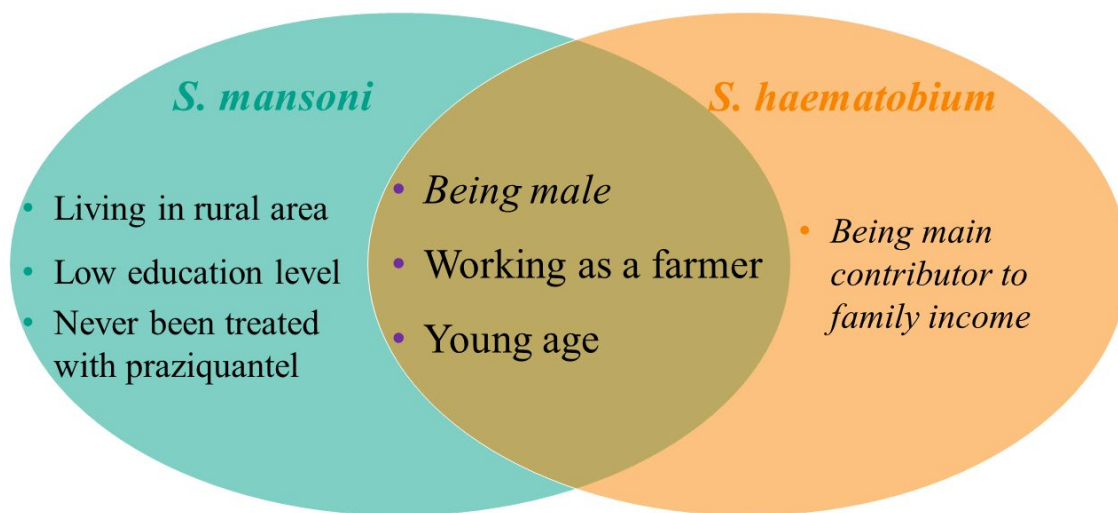 S. mansoni
S. haematobium
• Living in rural area
• Low education level
• Never been treated
with praziquantel
• Being male
• Working as a farmer
• Young age
• Being main
contributor to
family income